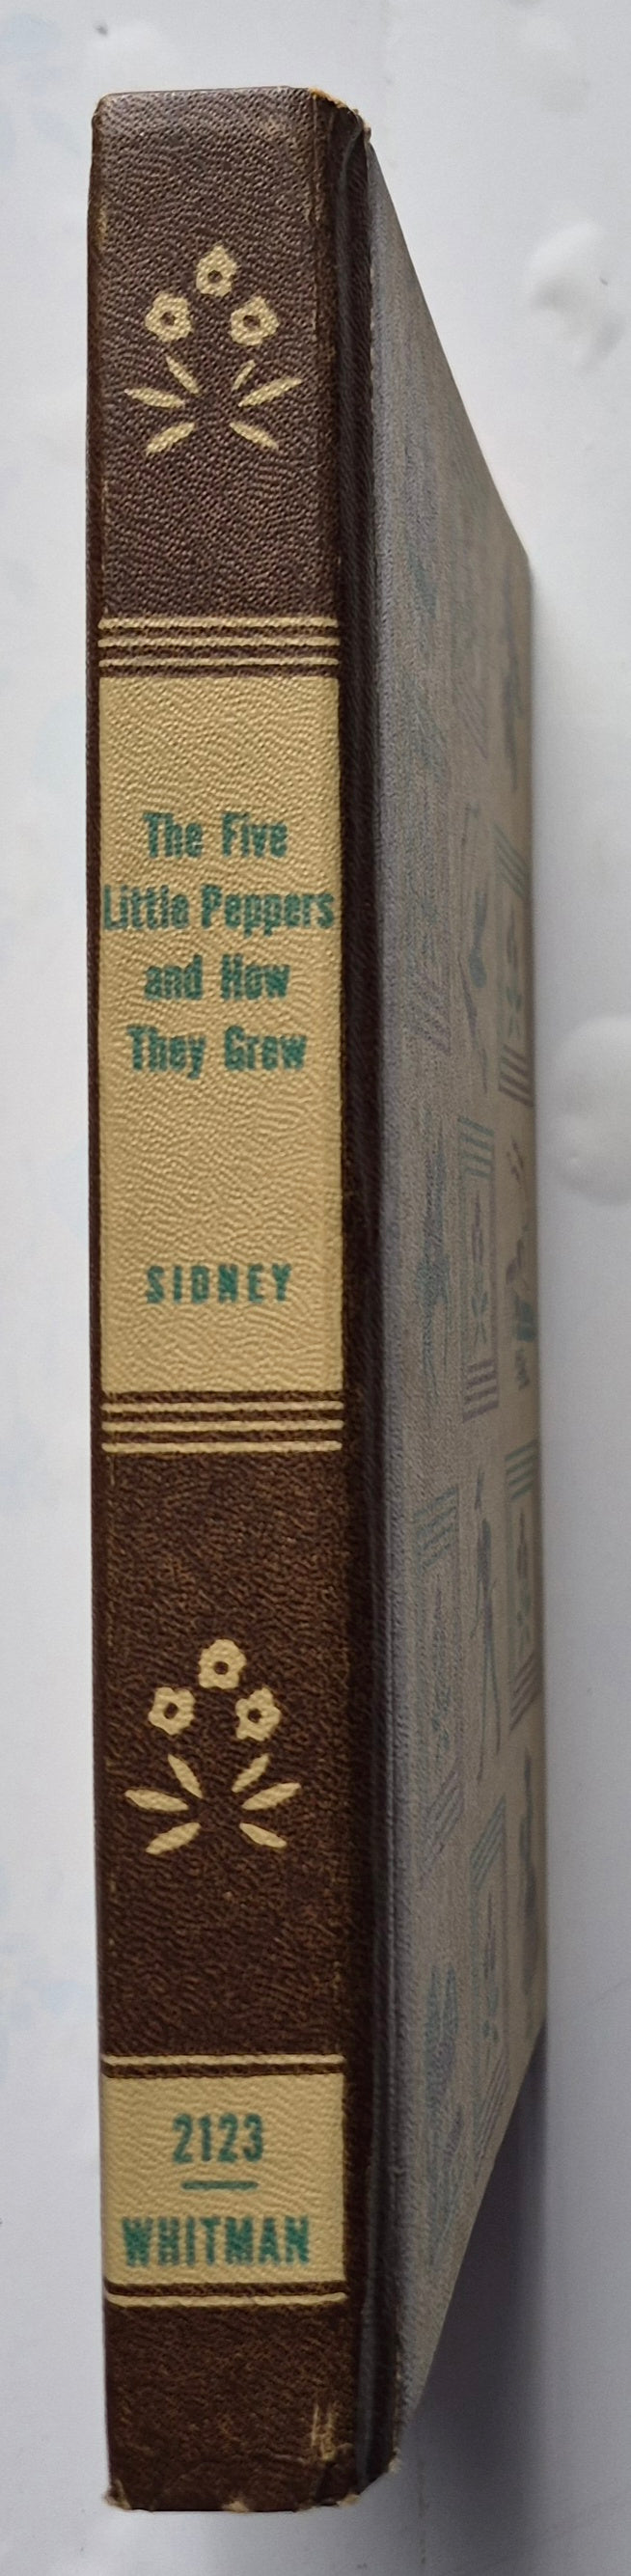 The Five
Little Peppers
and How
They Grew
SIDNEY
2123
WHITMAN